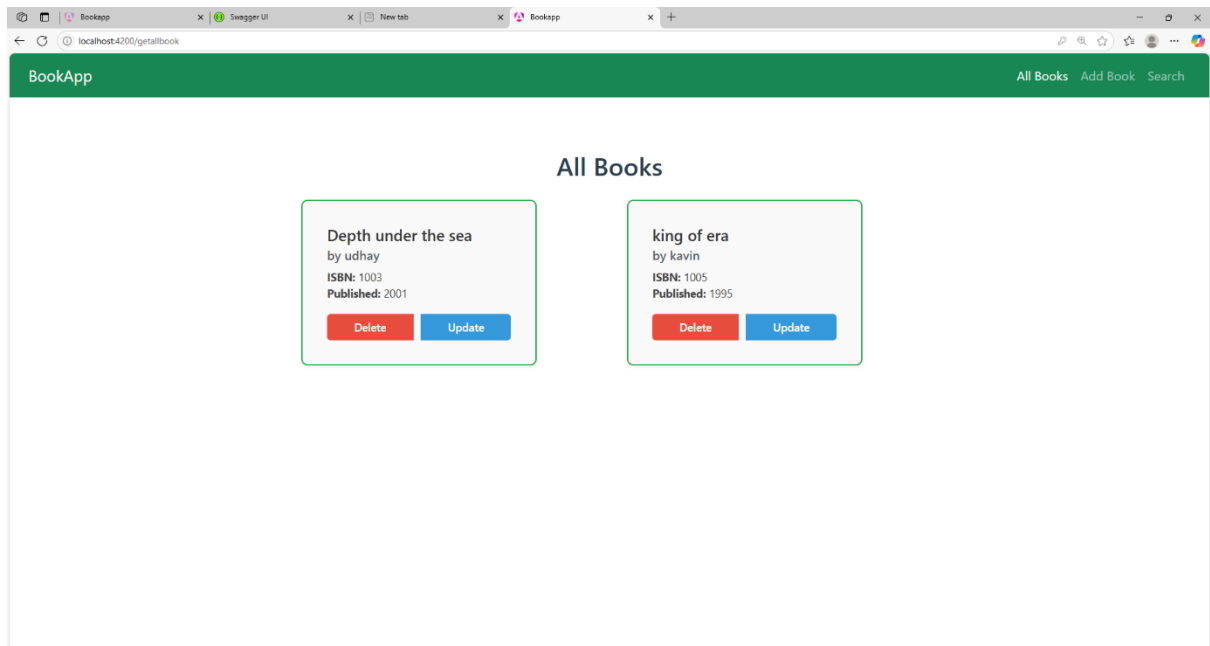 Bookapp
Swagger UI
New tab
Bookapp
localhost:4200/getallbook
BookApp
All Books Add Book Search
All Books
Depth under the sea
by udhay
ISBN: 1003
Published: 2001
Delete Update
king of era
by kavin
ISBN: 1005
Published: 1995
Delete Update